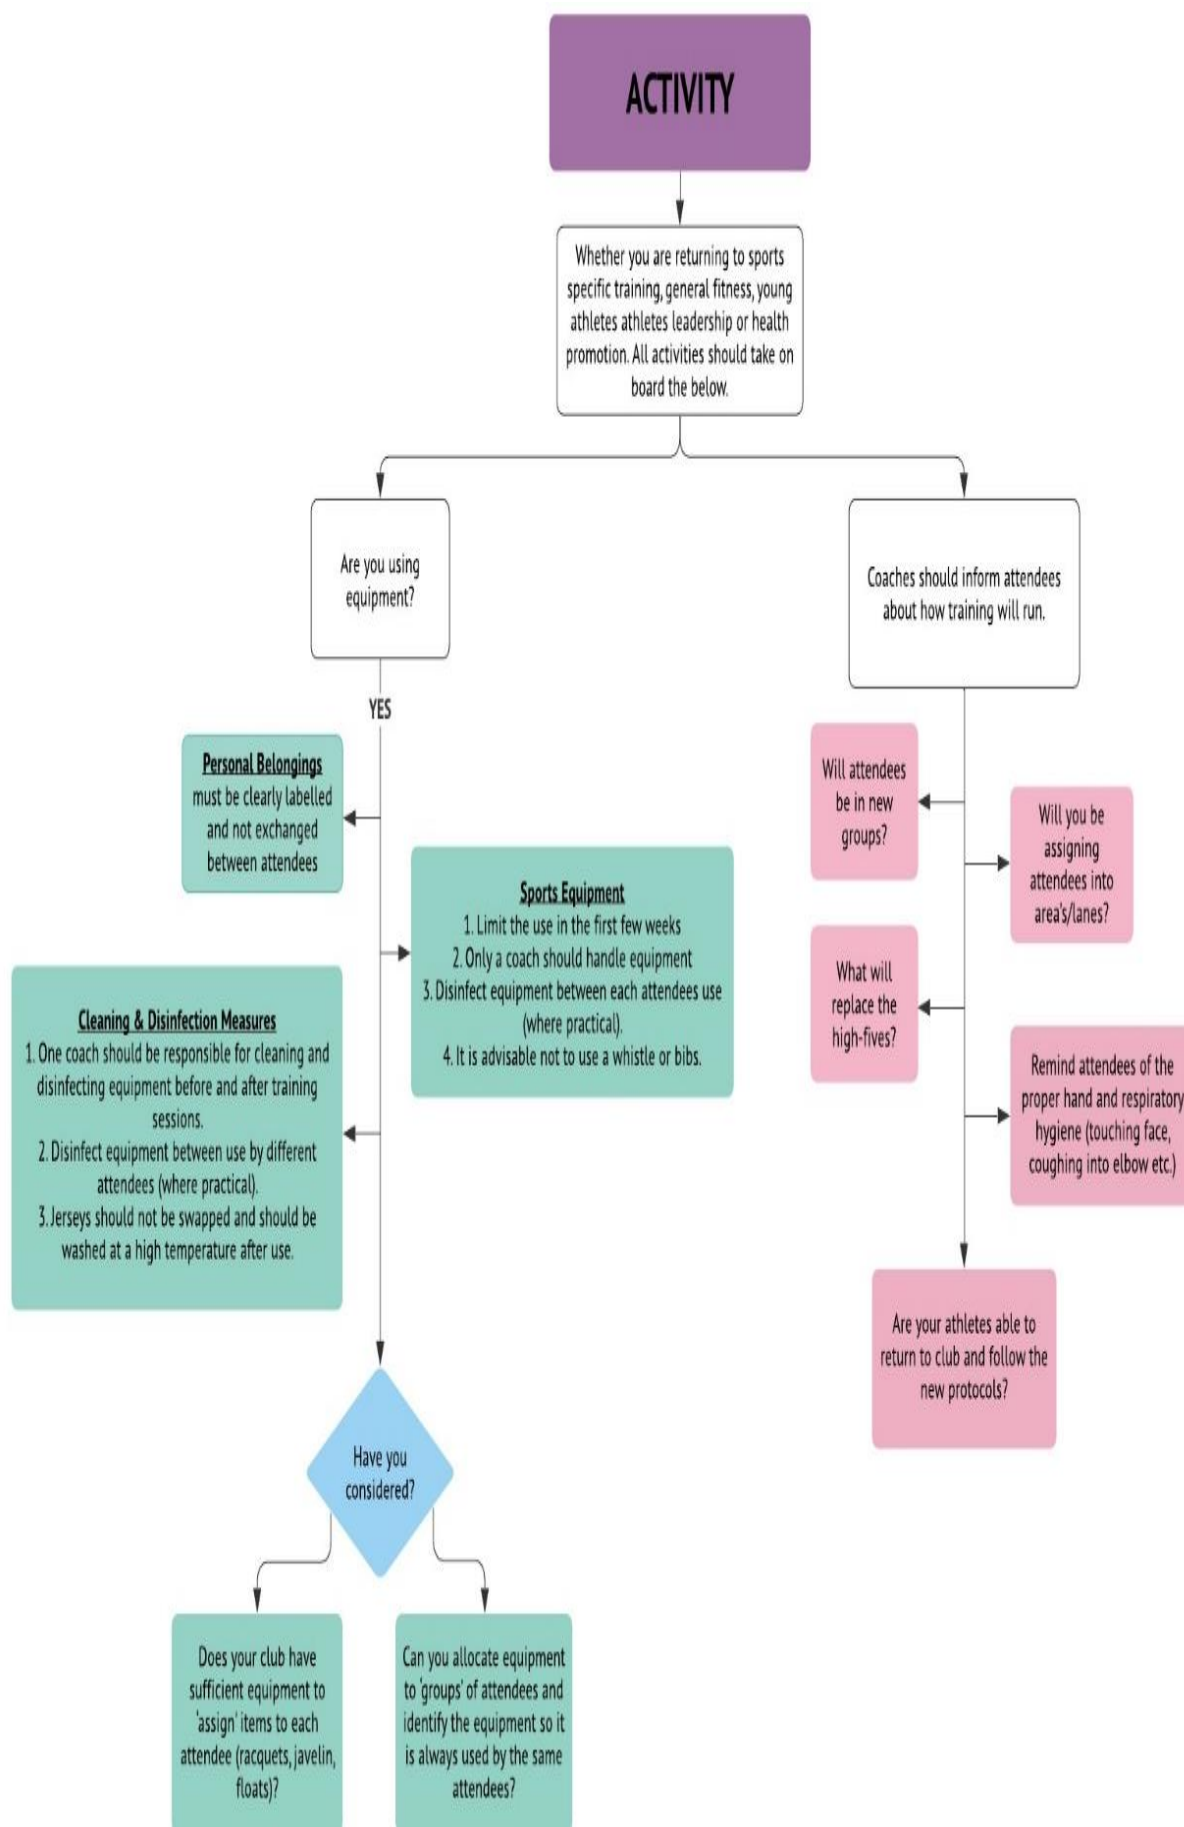 ACTIVITY
Whether you are returning to sports
specific training, general fitness, young
athletes athletes leadership or health
promotion. All activities should take on
board the below.
Are you using
equipment?
YES
Personal Belongings
must be clearly labelled
and not exchanged
between attendees
Sports Equipment
1. Limit the use in the first few weeks
2. Only a coach should handle equipment
3. Disinfect equipment between each attendees use
(where practical).
4. It is advisable not to use a whistle or bibs.
Cleaning & Disinfection Measures
1. One coach should be responsible for cleaning and
disinfecting equipment before and after training
sessions.
2. Disinfect equipment between use by different
attendees (where practical).
3. Jerseys should not be swapped and should be
washed at a high temperature after use.
Have you
considered?
Does your club have
sufficient equipment to
'assign' items to each
attendee (racquets, javelin,
floats)?
Can you allocate equipment
to 'groups' of attendees and
identify the equipment so it
is always used by the same
attendees?
Coaches should inform attendees
about how training will run.
Will attendees
be in new
groups?
Will you be
assigning
attendees into
area's/lanes?
What will
replace the
high-fives?
Remind attendees of the
proper hand and respiratory
hygiene (touching face,
coughing into elbow etc.)
Are your athletes able to
return to club and follow the
new protocols?